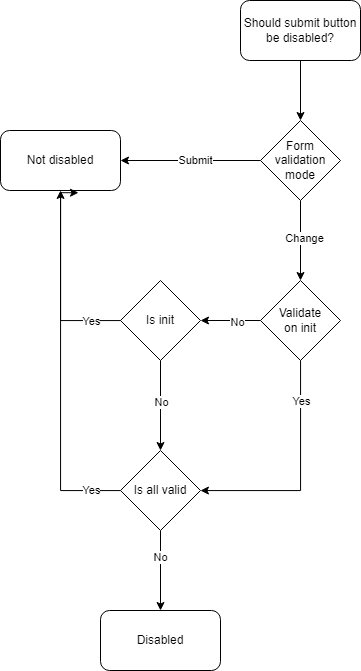 Should submit button
be disabled?
Form
validation
mode
Submit
Not disabled
Change
Validate
on init
No
Is init
Yes
No
Yes
Is all valid
Yes
No
Disabled